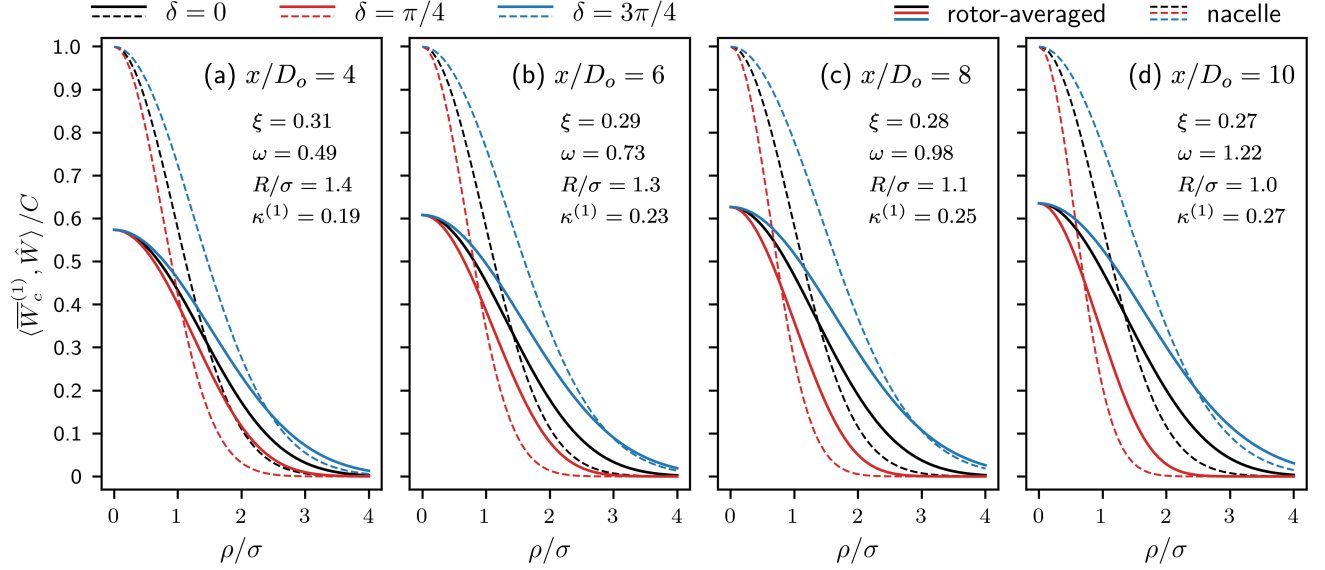 δ = 0 δ = π/4 δ = 3π/4 rotor-averaged nacelle
⟨W̿_c^(1), Ŵ⟩/C
1.0
0.9
0.8
0.7
0.6
0.5
0.4
0.3
0.2
0.1
0
(a) x/D_o = 4
ξ = 0.31
ω = 0.49
R/σ = 1.4
κ^(1) = 0.19
0 1 2 3 4
ρ/σ
(b) x/D_o = 6
ξ = 0.29
ω = 0.73
R/σ = 1.3
κ^(1) = 0.23
0 1 2 3 4
ρ/σ
(c) x/D_o = 8
ξ = 0.28
ω = 0.98
R/σ = 1.1
κ^(1) = 0.25
0 1 2 3 4
ρ/σ
(d) x/D_o = 10
ξ = 0.27
ω = 1.22
R/σ = 1.0
κ^(1) = 0.27
0 1 2 3 4
ρ/σ